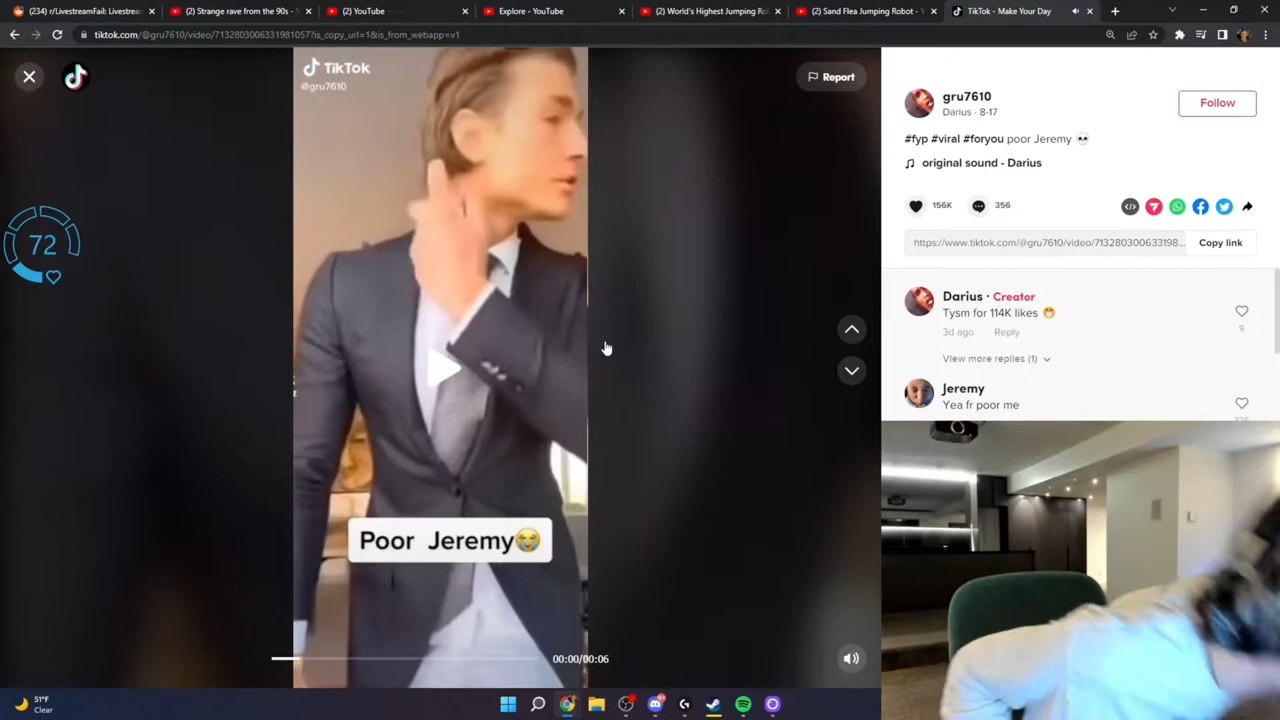 (234) r/LivestreamFail: Livestream
(2) Strange rave from the 90s -
(2) YouTube
Explore - YouTube
(2) World's Highest Jumping Ro
(2) Sand Flea Jumping Robot -
TikTok - Make Your Day
tiktok.com/@gru7610/video/7132803006331981057?is_copy_url=1&is_from_webapp=v1
TikTok
@gru7610
Report
72
Poor Jeremy😭
00:00/00:06
gru7610
Darius · 8-17
Follow
#fyp #viral #foryou poor Jeremy 💀
original sound - Darius
156K
356
https://www.tiktok.com/@gru7610/video/713280300633198...
Copy link
Darius · Creator
Tysm for 114K likes 😁
3d ago
Reply
9
View more replies (1)
Jeremy
Yea fr poor me
51°F
Clear